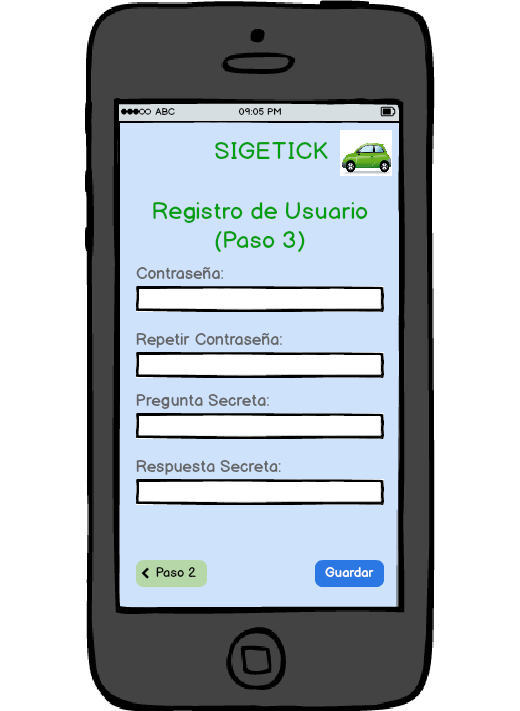 ABC 09:05 PM
SIGETICK
Registro de Usuario
(Paso 3)
Contraseña:
Repetir Contraseña:
Pregunta Secreta:
Respuesta Secreta:
Paso 2 Guardar